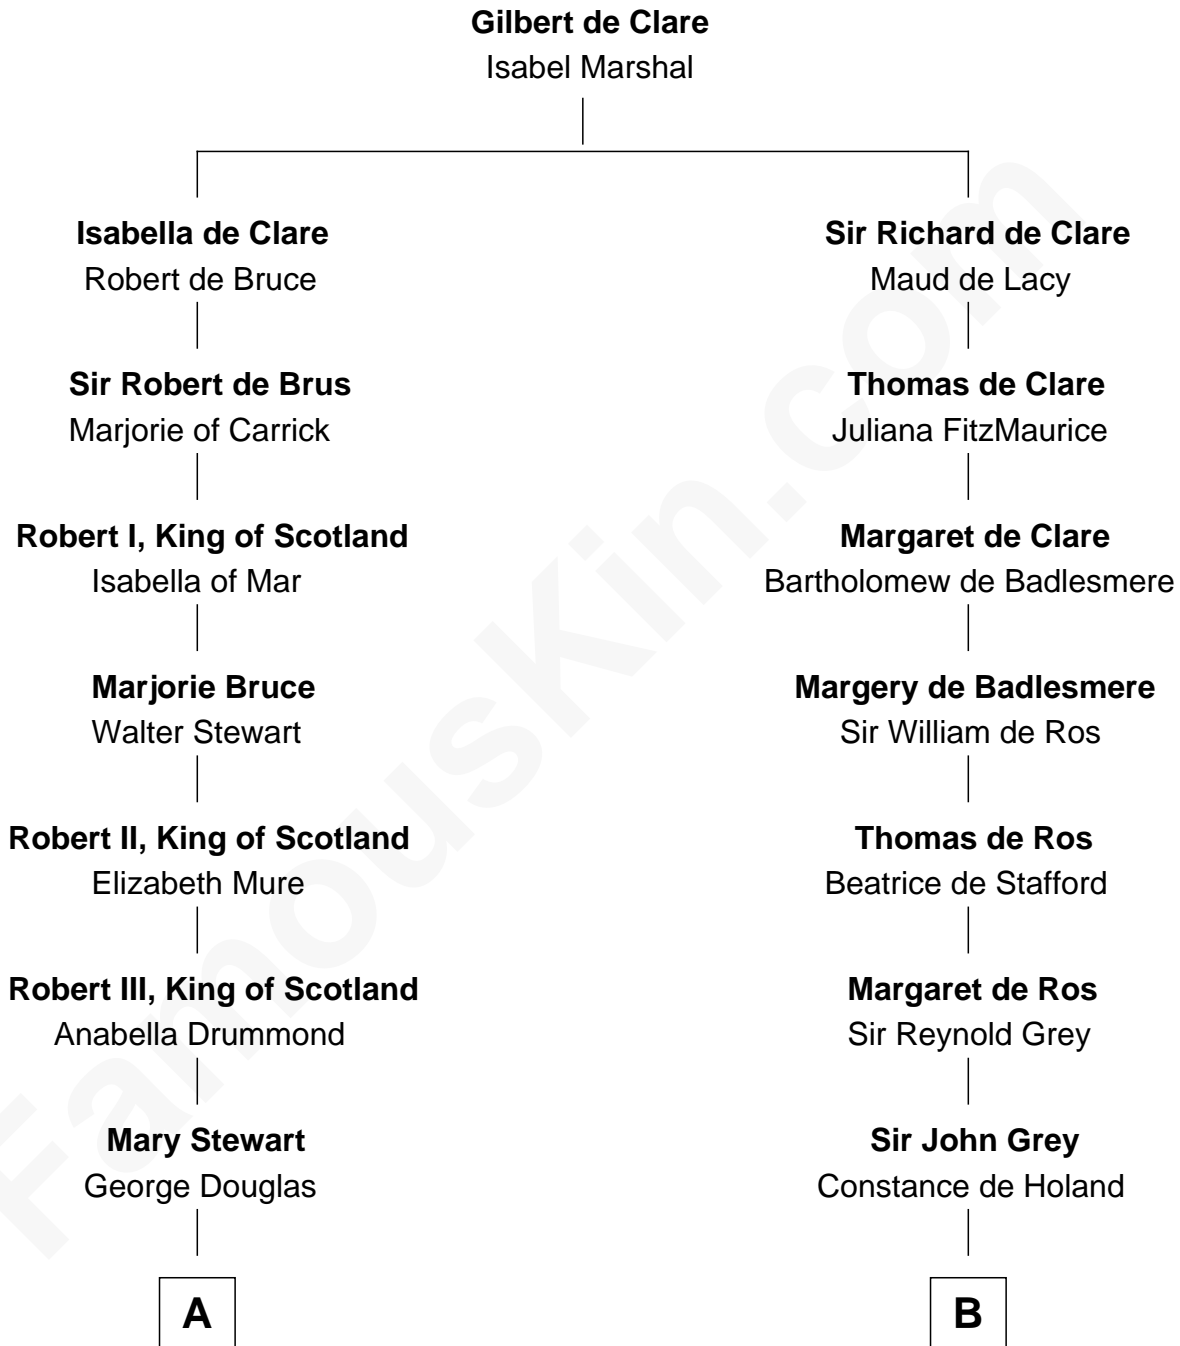 Gilbert de Clare
Isabel Marshal
Isabella de Clare
Robert de Bruce
Sir Richard de Clare
Maud de Lacy
Sir Robert de Brus
Marjorie of Carrick
Thomas de Clare
Juliana FitzMaurice
Robert I, King of Scotland
Isabella of Mar
Margaret de Clare
Bartholomew de Badlesmere
Marjorie Bruce
Walter Stewart
Margery de Badlesmere
Sir William de Ros
Robert II, King of Scotland
Elizabeth Mure
Thomas de Ros
Beatrice de Stafford
Robert III, King of Scotland
Anabella Drummond
Margaret de Ros
Sir Reynold Grey
Mary Stewart
George Douglas
Sir John Grey
Constance de Holand
A
B
FamousKin.com